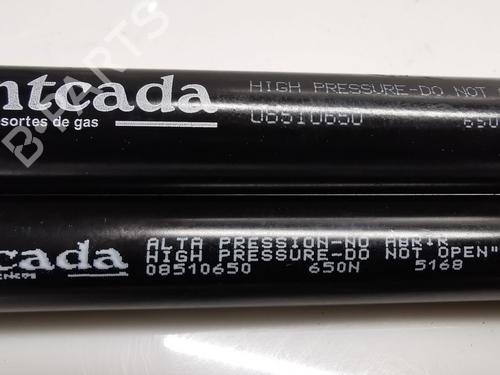 ntcada
sortes de gas
HIGH PRESSURE-DO NOT
08510650 650
cada
ALTA PRESSION-NO ABRIR
HIGH PRESSURE-DO NOT OPEN"
08510650 650N 5168